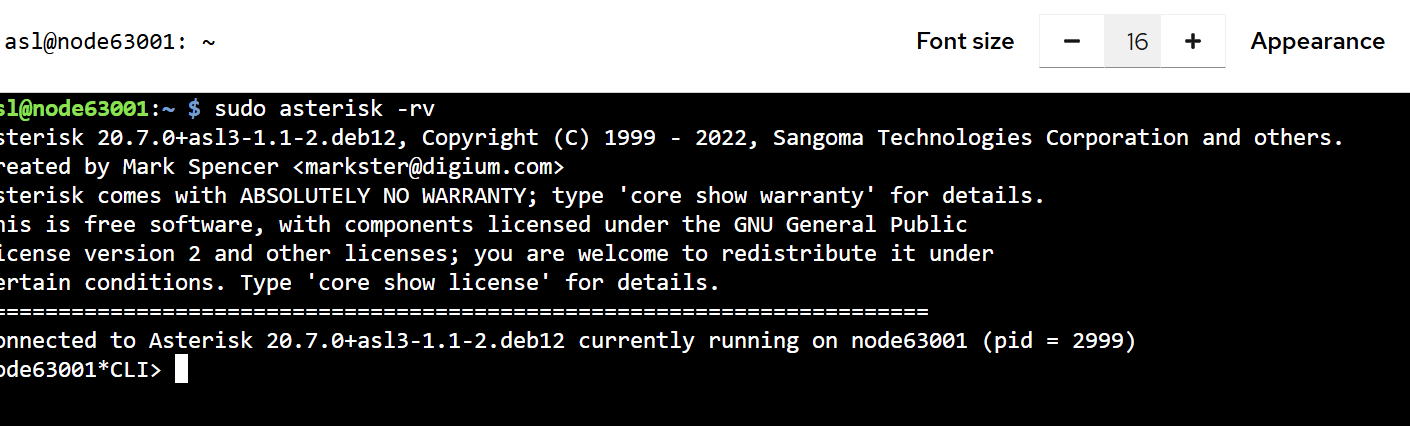 asl@node63001: ~ Font size − 16 + Appearance
sl@node63001:~ $ sudo asterisk -rv
sterisk 20.7.0+asl3-1.1-2.deb12, Copyright (C) 1999 - 2022, Sangoma Technologies Corporation and others.
reated by Mark Spencer <markster@digium.com>
sterisk comes with ABSOLUTELY NO WARRANTY; type 'core show warranty' for details.
his is free software, with components licensed under the GNU General Public
icense version 2 and other licenses; you are welcome to redistribute it under
ertain conditions. Type 'core show license' for details.
=========================================================================
onnected to Asterisk 20.7.0+asl3-1.1-2.deb12 currently running on node63001 (pid = 2999)
ode63001*CLI>